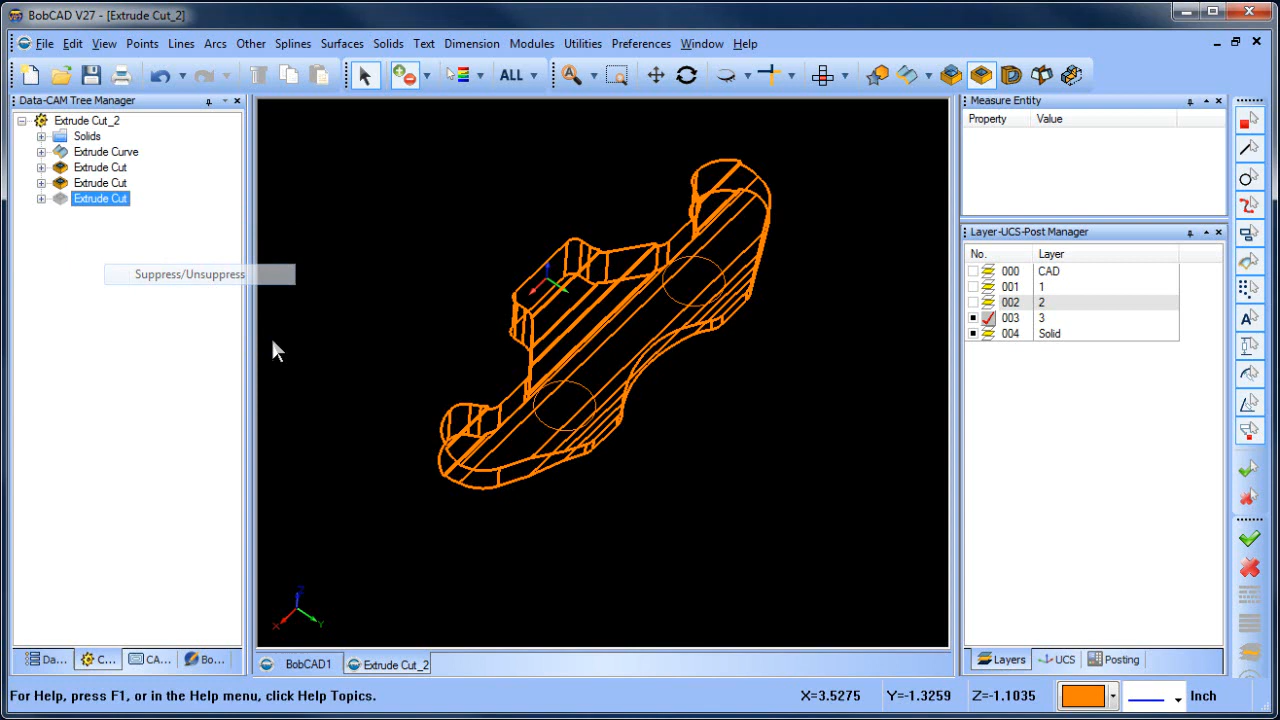 BobCAD V27 - [Extrude Cut_2]
File Edit View Points Lines Arcs Other Splines Surfaces Solids Text Dimension Modules Utilities Preferences Window Help
ALL
Data-CAM Tree Manager
Extrude Cut_2
Solids
Extrude Curve
Extrude Cut
Extrude Cut
Extrude Cut
Suppress/Unsuppress
Z
X
Y
Measure Entity
Property Value
Layer-UCS-Post Manager
No. Layer
000 CAD
001 1
002 2
003 3
004 Solid
Da... C... CA... Bo...
BobCAD1 Extrude Cut_2
Layers UCS Posting
For Help, press F1, or in the Help menu, click Help Topics.
X=3.5275 Y=-1.3259 Z=-1.1035 Inch